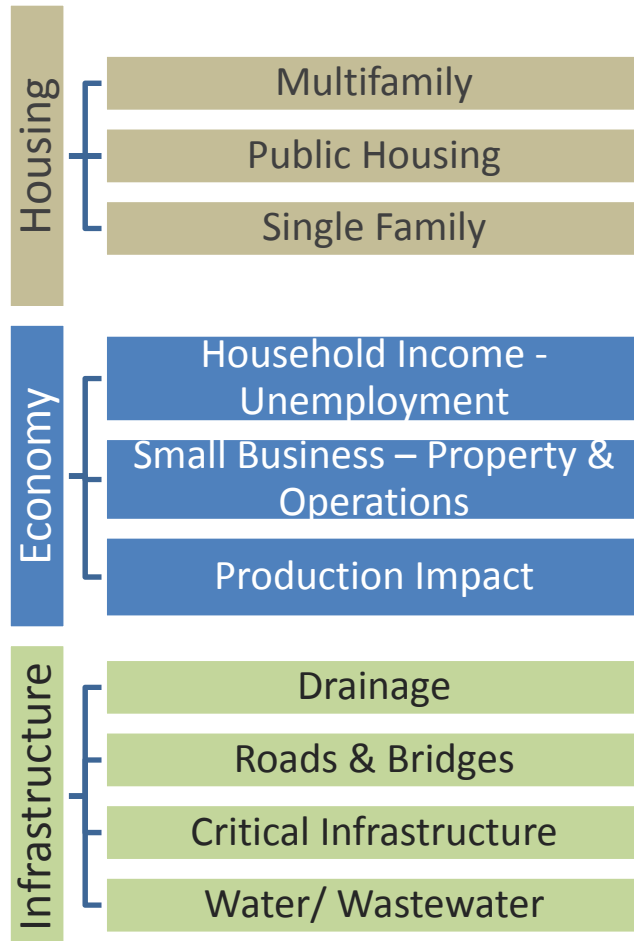 Housing
Multifamily
Public Housing
Single Family
Economy
Household Income -
Unemployment
Small Business – Property &
Operations
Production Impact
Infrastructure
Drainage
Roads & Bridges
Critical Infrastructure
Water/ Wastewater